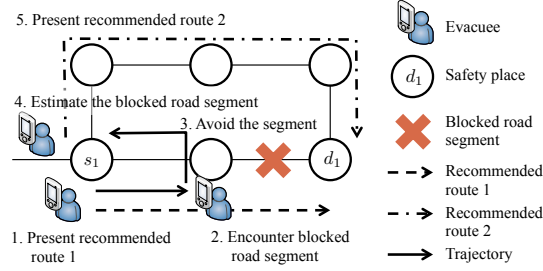 5. Present recommended route 2
4. Estimate the blocked road segment
3. Avoid the segment
s1
d1
1. Present recommended
route 1
2. Encounter blocked
road segment
Evacuee
d1
Safety place
Blocked road
segment
Recommended
route 1
Recommended
route 2
Trajectory